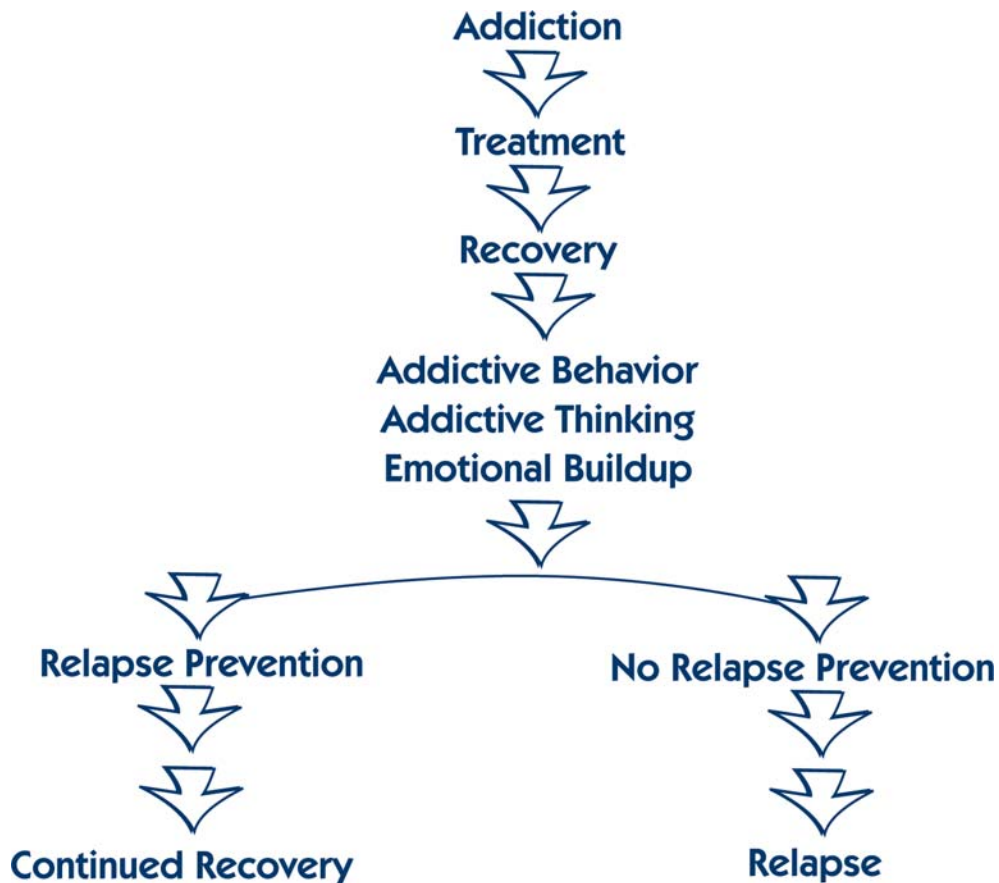 Addiction
Treatment
Recovery
Addictive Behavior
Addictive Thinking
Emotional Buildup
Relapse Prevention
No Relapse Prevention
Continued Recovery
Relapse